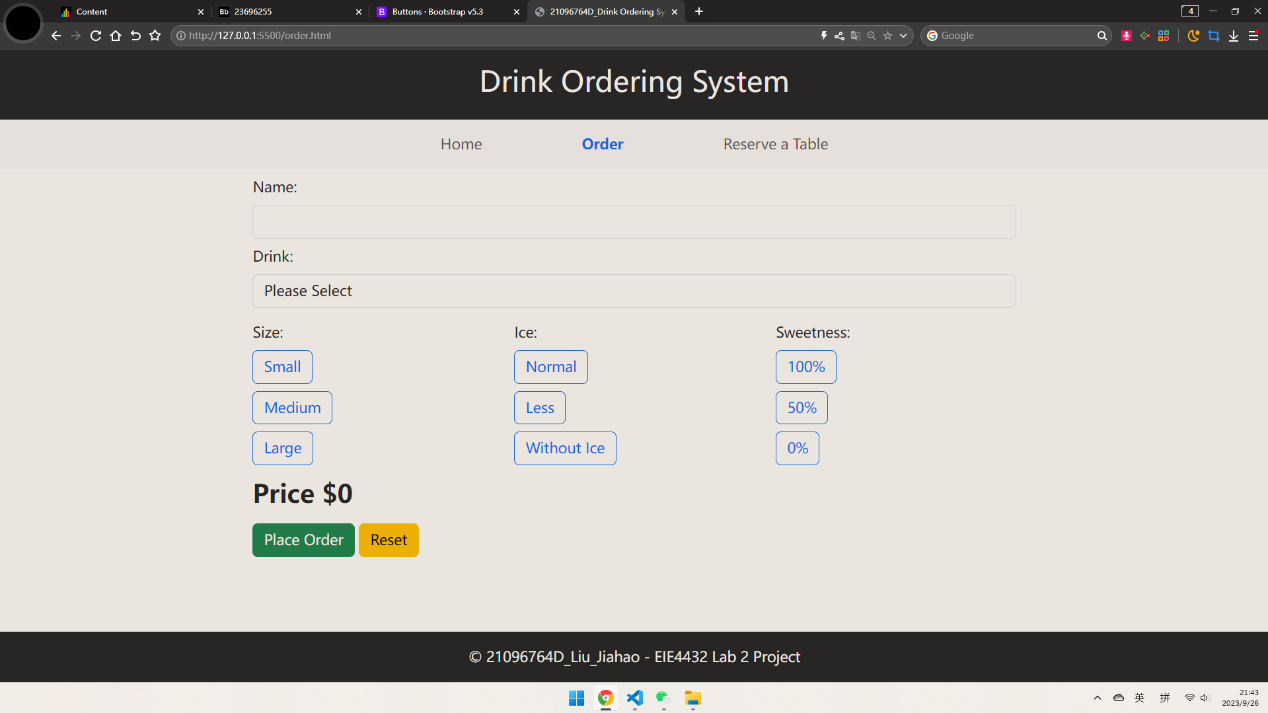 Content
Bb 23696255
B Buttons · Bootstrap v5.3
21096764D_Drink Ordering Sy
4
http://127.0.0.1:5500/order.html
Google
Drink Ordering System
Home Order Reserve a Table
Name:
Drink:
Please Select
Size: Ice: Sweetness:
Small Normal 100%
Medium Less 50%
Large Without Ice 0%
Price $0
Place Order Reset
© 21096764D_Liu_Jiahao - EIE4432 Lab 2 Project
英 拼 21:43
2023/9/26